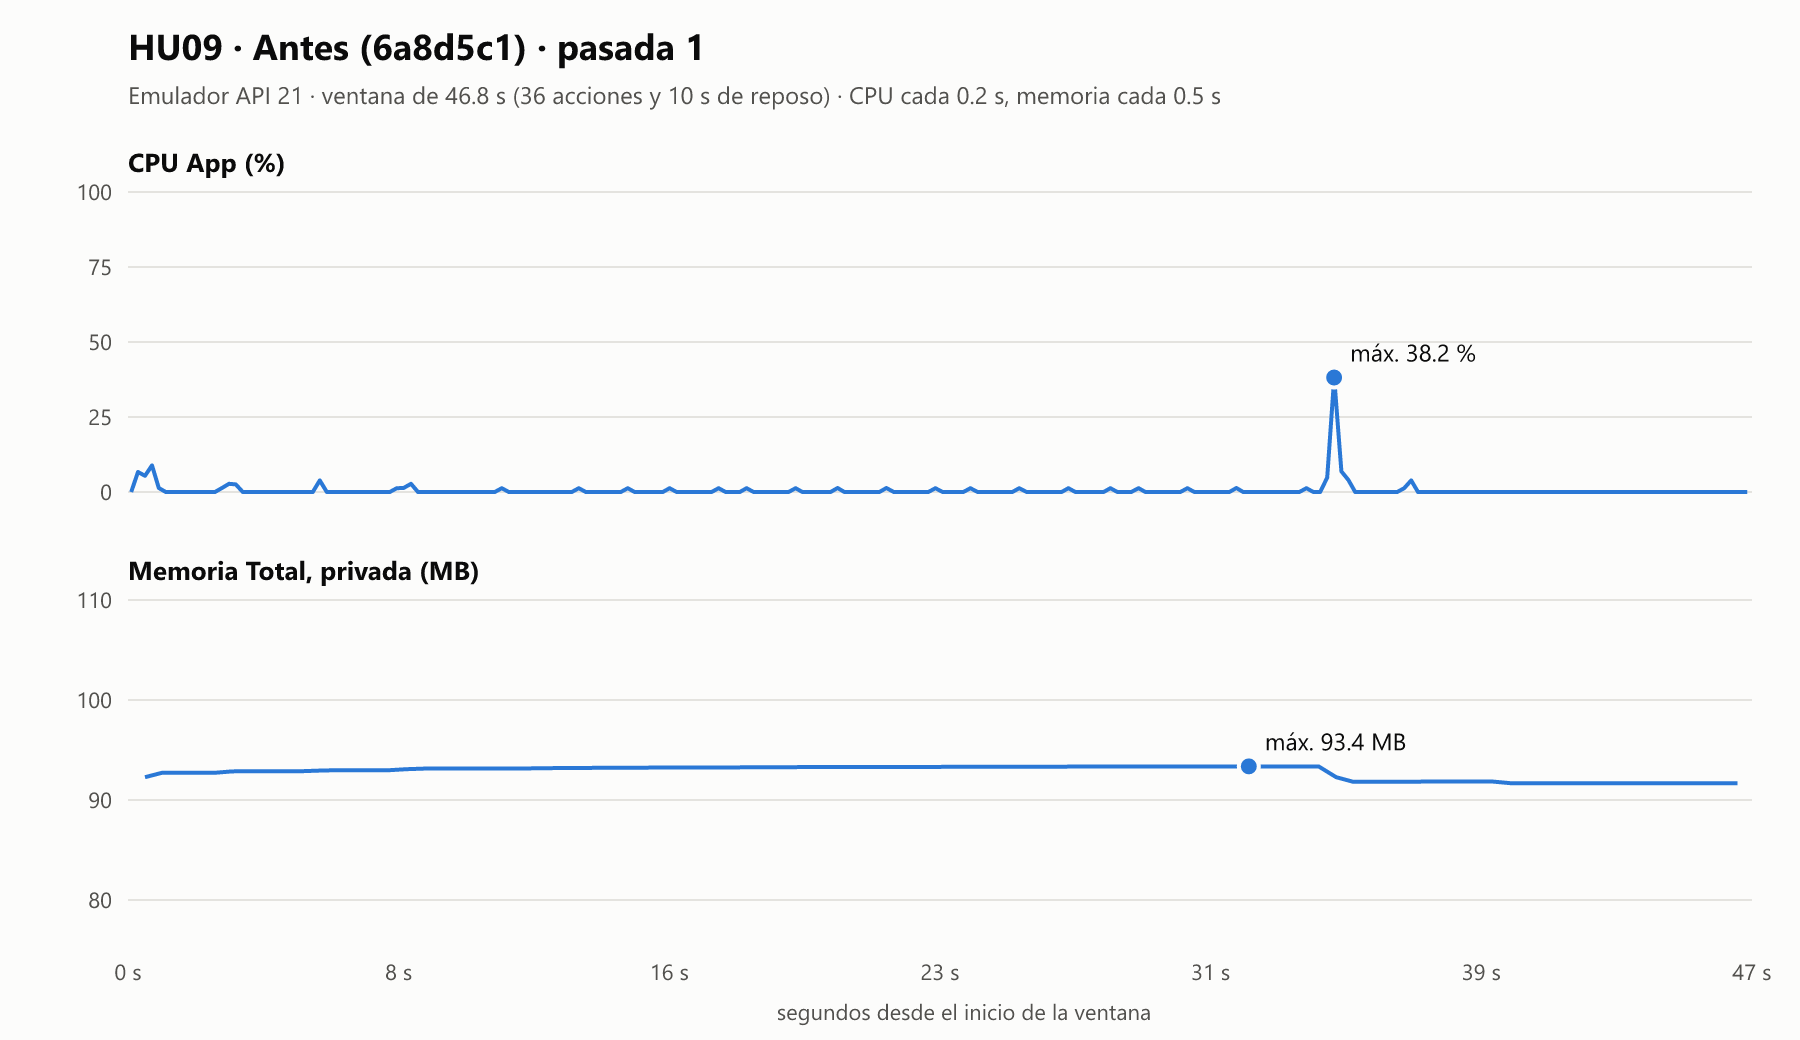 HU09 · Antes (6a8d5c1) · pasada 1
Emulador API 21 · ventana de 46.8 s (36 acciones y 10 s de reposo) · CPU cada 0.2 s, memoria cada 0.5 s
CPU App (%)
100
75
50
máx. 38.2 %
25
0
Memoria Total, privada (MB)
110
100
máx. 93.4 MB
90
80
0 s 8 s 16 s 23 s 31 s 39 s 47 s
segundos desde el inicio de la ventana